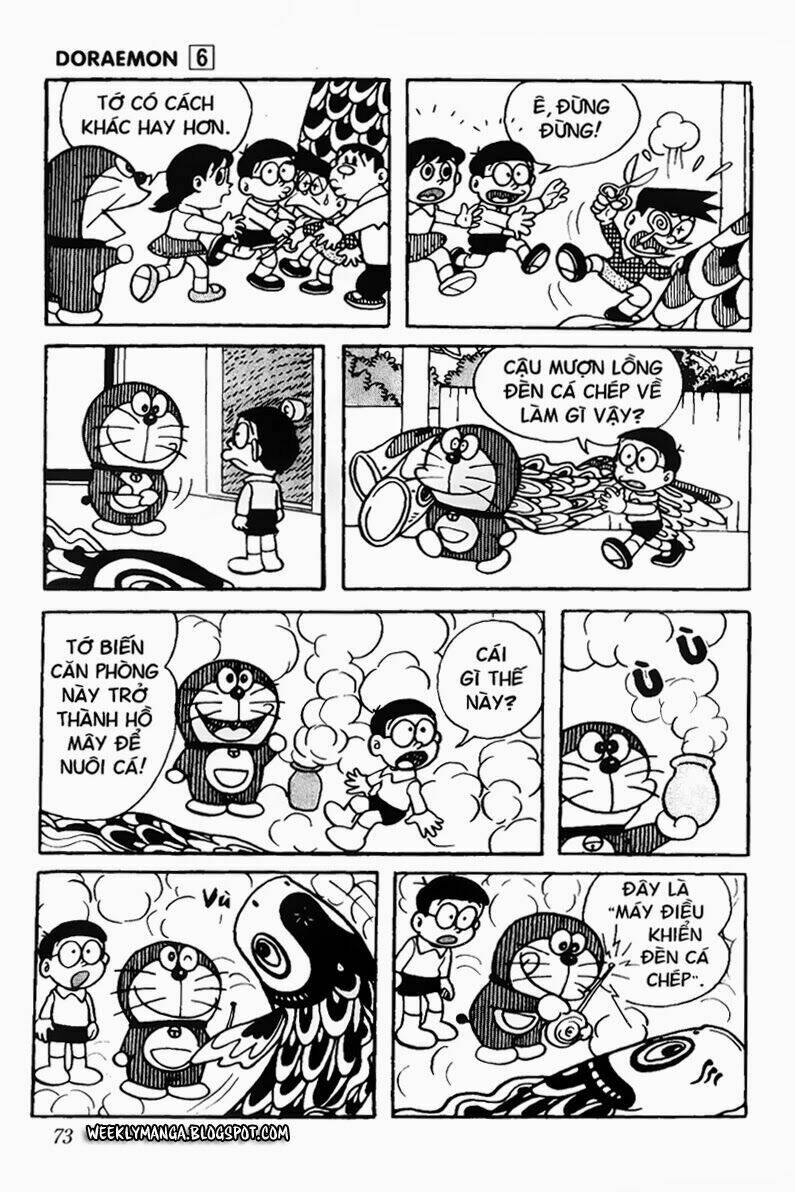 DORAEMON 6
TỚ CÓ CÁCH
KHÁC HAY HƠN.
Ê, ĐỪNG
ĐỪNG!
CẬU MƯỢN LỒNG
ĐÈN CÁ CHÉP VỀ
LÀM GÌ VẬY?
TỚ BIẾN
CĂN PHÒNG
NÀY TRỞ
THÀNH HỒ
MÂY ĐỂ
NUÔI CÁ!
CÁI
GÌ THẾ
NÀY?
Ù
Ù
Vù
ĐÂY LÀ
"MÁY ĐIỀU
KHIỂN
ĐÈN CÁ
CHÉP".
73
WEEKLYMANGA.BLOGSPOT.COM